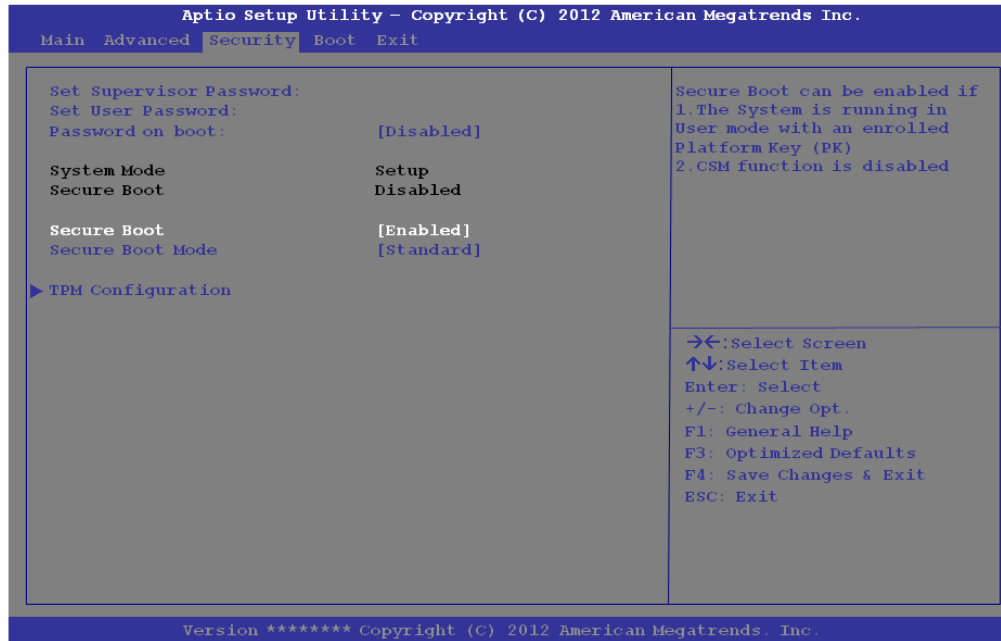 Aptio Setup Utility – Copyright (C) 2012 American Megatrends Inc.
Main Advanced Security Boot Exit
Set Supervisor Password:
Set User Password:
Password on boot: [Disabled]
System Mode Setup
Secure Boot Disabled
Secure Boot [Enabled]
Secure Boot Mode [Standard]
▶ TPM Configuration
Secure Boot can be enabled if
1.The System is running in
User mode with an enrolled
Platform Key (PK)
2.CSM function is disabled
→←:Select Screen
↑↓:Select Item
Enter: Select
+/-: Change Opt.
F1: General Help
F3: Optimized Defaults
F4: Save Changes & Exit
ESC: Exit
Version ******** Copyright (C) 2012 American Megatrends. Inc.